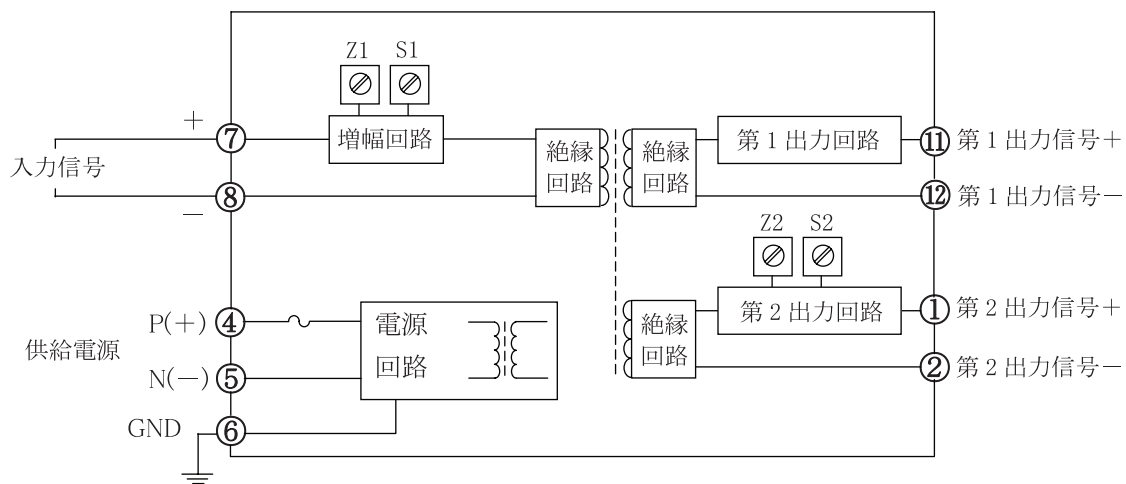 Z1
S1
+
⑦
増幅回路
入力信号
⑧
−
絶縁
回路
絶縁
回路
第1出力回路
⑪
第1出力信号+
⑫
第1出力信号−
Z2
S2
絶縁
回路
第2出力回路
①
第2出力信号+
②
第2出力信号−
P(+)
④
供給電源
N(−)
⑤
GND
⑥
電源
回路